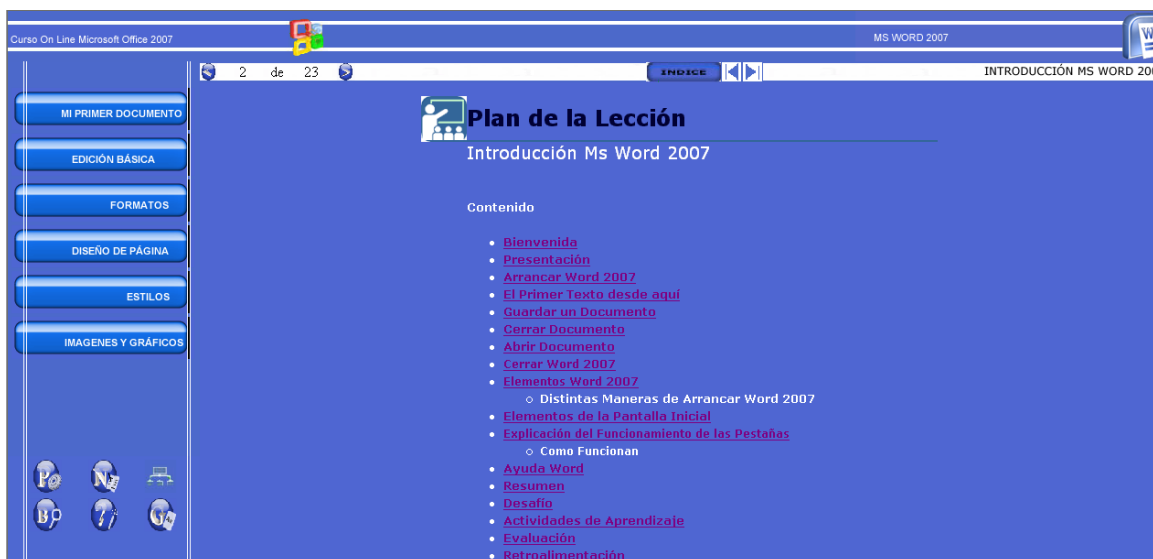 Curso On Line Microsoft Office 2007
MS WORD 2007
2 de 23
INDICE
INTRODUCCIÓN MS WORD 200
MI PRIMER DOCUMENTO
EDICIÓN BÁSICA
FORMATOS
DISEÑO DE PÁGINA
ESTILOS
IMAGENES Y GRÁFICOS
Plan de la Lección
Introducción Ms Word 2007
Contenido
Bienvenida
Presentación
Arrancar Word 2007
El Primer Texto desde aquí
Guardar un Documento
Cerrar Documento
Abrir Documento
Cerrar Word 2007
Elementos Word 2007
Distintas Maneras de Arrancar Word 2007
Elementos de la Pantalla Inicial
Explicación del Funcionamiento de las Pestañas
Como Funcionan
Ayuda Word
Resumen
Desafío
Actividades de Aprendizaje
Evaluación
Retroalimentación
P N
B ? G